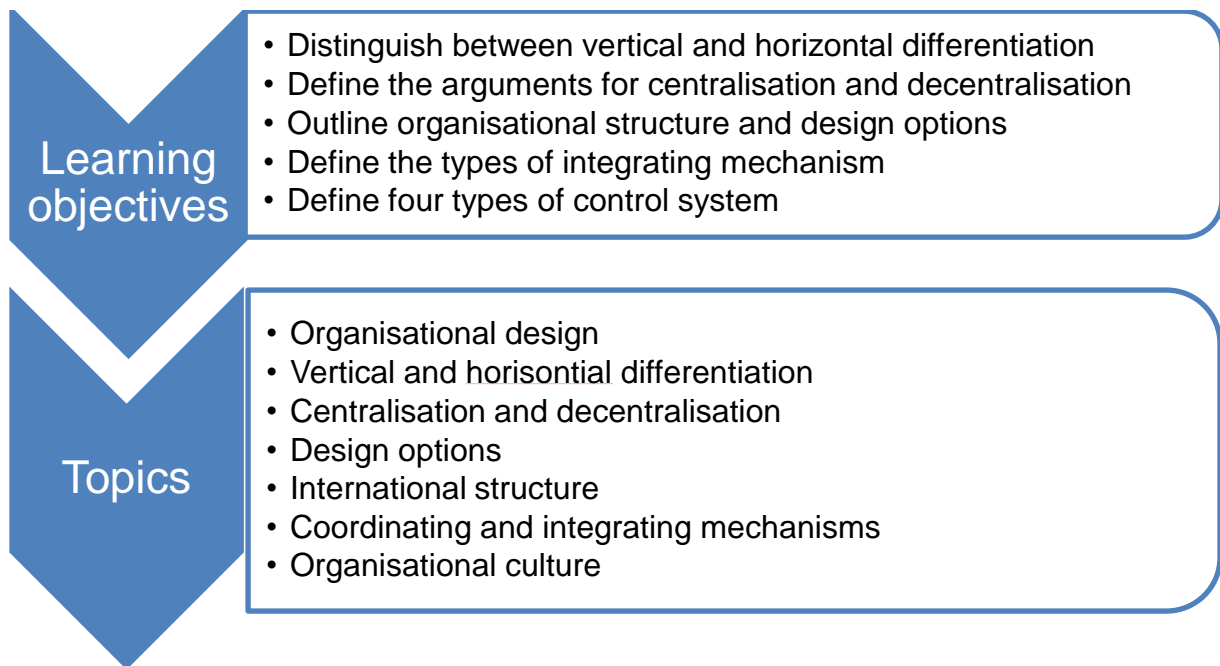 Learning
objectives
• Distinguish between vertical and horizontal differentiation
• Define the arguments for centralisation and decentralisation
• Outline organisational structure and design options
• Define the types of integrating mechanism
• Define four types of control system
Topics
• Organisational design
• Vertical and horisontial differentiation
• Centralisation and decentralisation
• Design options
• International structure
• Coordinating and integrating mechanisms
• Organisational culture